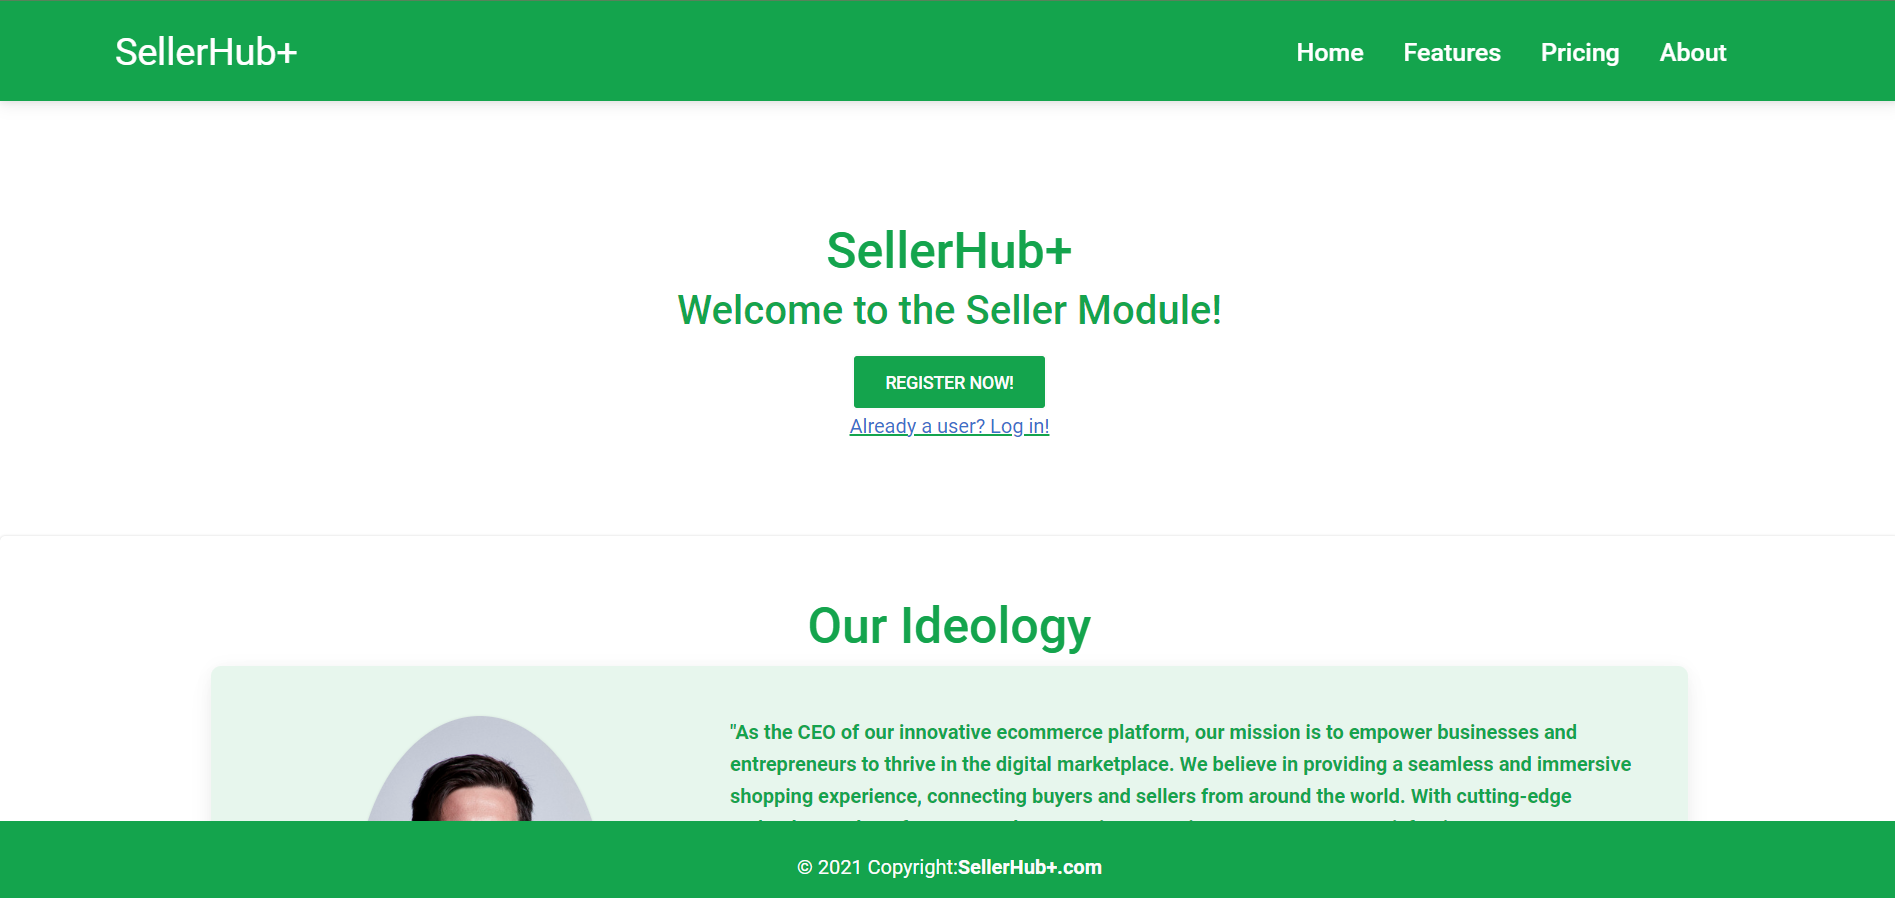 SellerHub+
Home Features Pricing About
SellerHub+
Welcome to the Seller Module!
REGISTER NOW!
Already a user? Log in!
Our Ideology
"As the CEO of our innovative ecommerce platform, our mission is to empower businesses and
entrepreneurs to thrive in the digital marketplace. We believe in providing a seamless and immersive
shopping experience, connecting buyers and sellers from around the world. With cutting-edge
© 2021 Copyright:SellerHub+.com